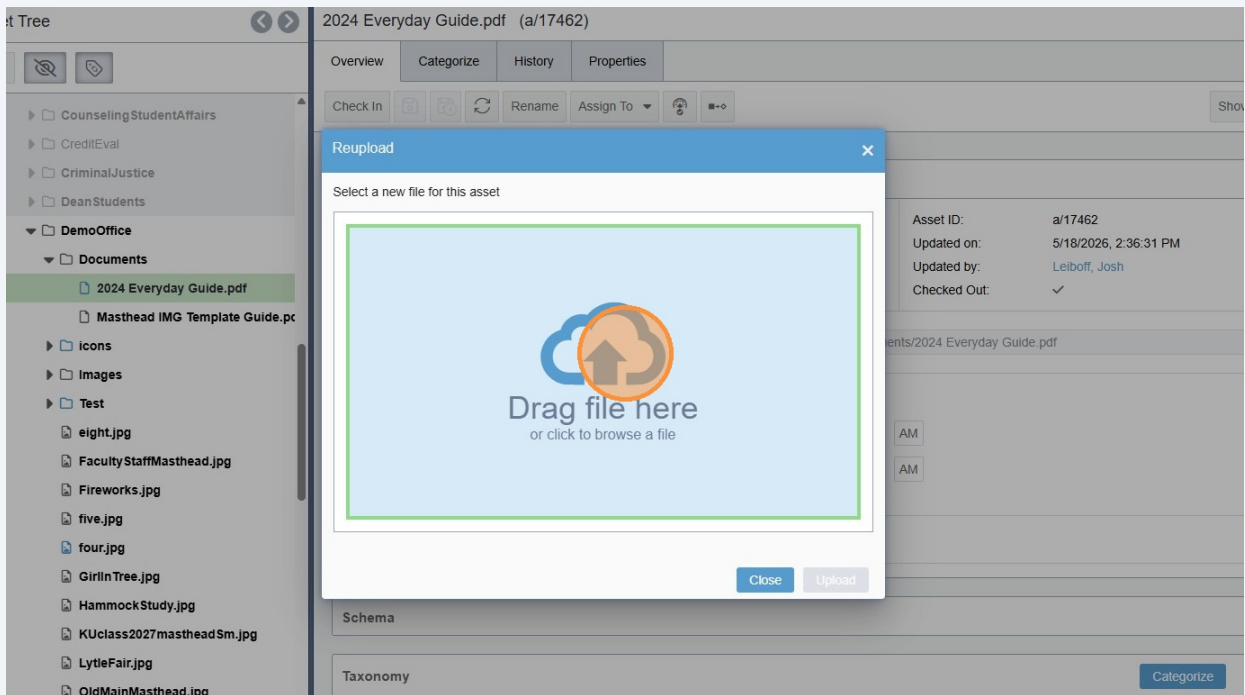 et Tree
2024 Everyday Guide.pdf (a/17462)
Overview Categorize History Properties
Check In Rename Assign To Show
CounselingStudentAffairs
CreditEval
CriminalJustice
DeanStudents
DemoOffice
Documents
2024 Everyday Guide.pdf
Masthead IMG Template Guide.pd
icons
Images
Test
eight.jpg
FacultyStaffMasthead.jpg
Fireworks.jpg
five.jpg
four.jpg
GirlInTree.jpg
HammockStudy.jpg
KUclass2027mastheadSm.jpg
LytleFair.jpg
OldMainMasthead.jpg
Reupload
Select a new file for this asset
Drag file here
or click to browse a file
Close Upload
Asset ID: a/17462
Updated on: 5/18/2026, 2:36:31 PM
Updated by: Leiboff, Josh
Checked Out:
ents/2024 Everyday Guide.pdf
AM
AM
Schema
Taxonomy Categorize